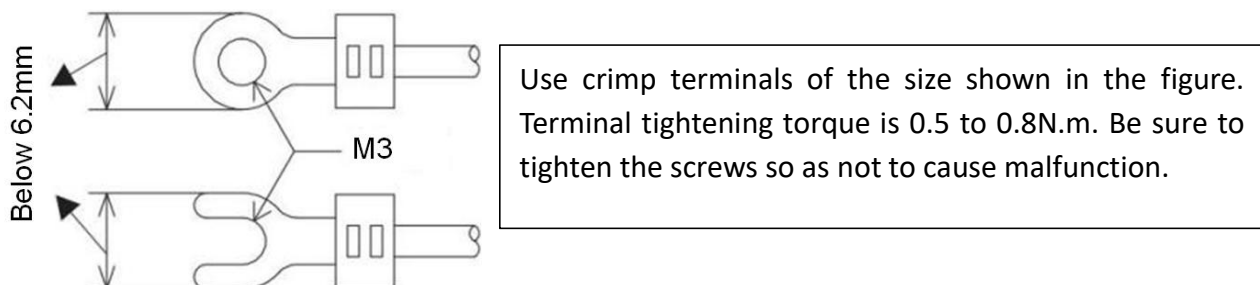 Below 6.2mm
M3
Use crimp terminals of the size shown in the figure.
Terminal tightening torque is 0.5 to 0.8N.m. Be sure to
tighten the screws so as not to cause malfunction.